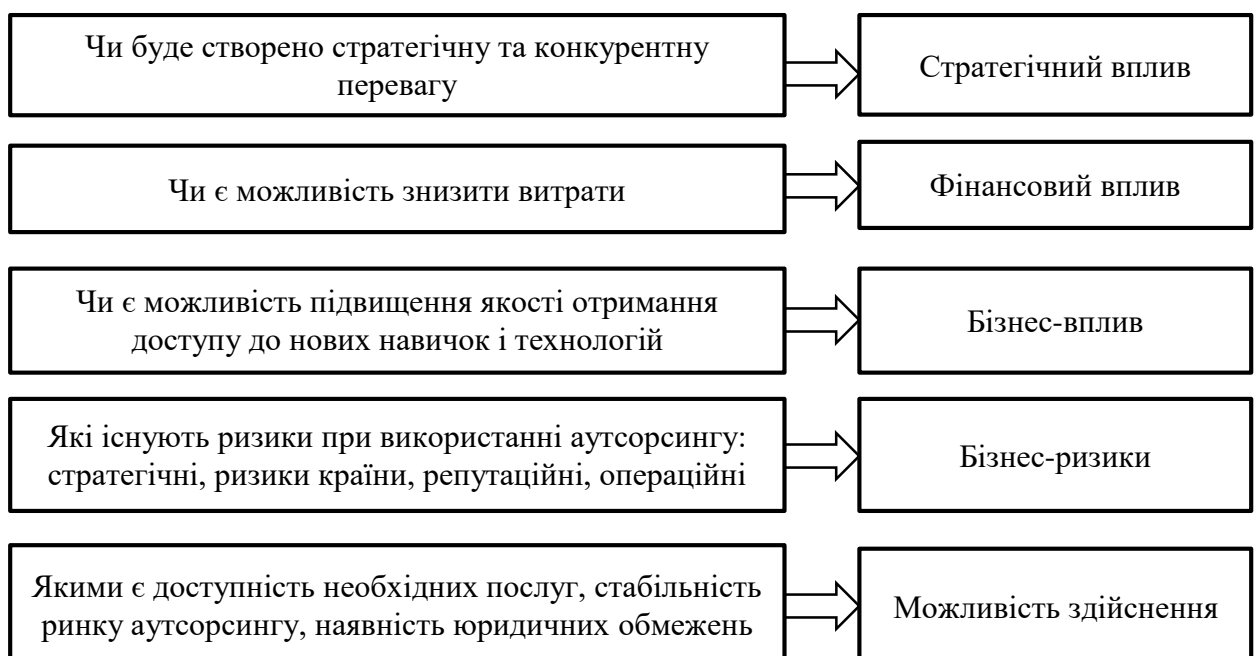 Чи буде створено стратегічну та конкурентну
перевагу
Стратегічний вплив
Чи є можливість знизити витрати
Фінансовий вплив
Чи є можливість підвищення якості отримання
доступу до нових навичок і технологій
Бізнес-вплив
Які існують ризики при використанні аутсорсингу:
стратегічні, ризики країни, репутаційні, операційні
Бізнес-ризики
Якими є доступність необхідних послуг, стабільність
ринку аутсорсингу, наявність юридичних обмежень
Можливість здійснення